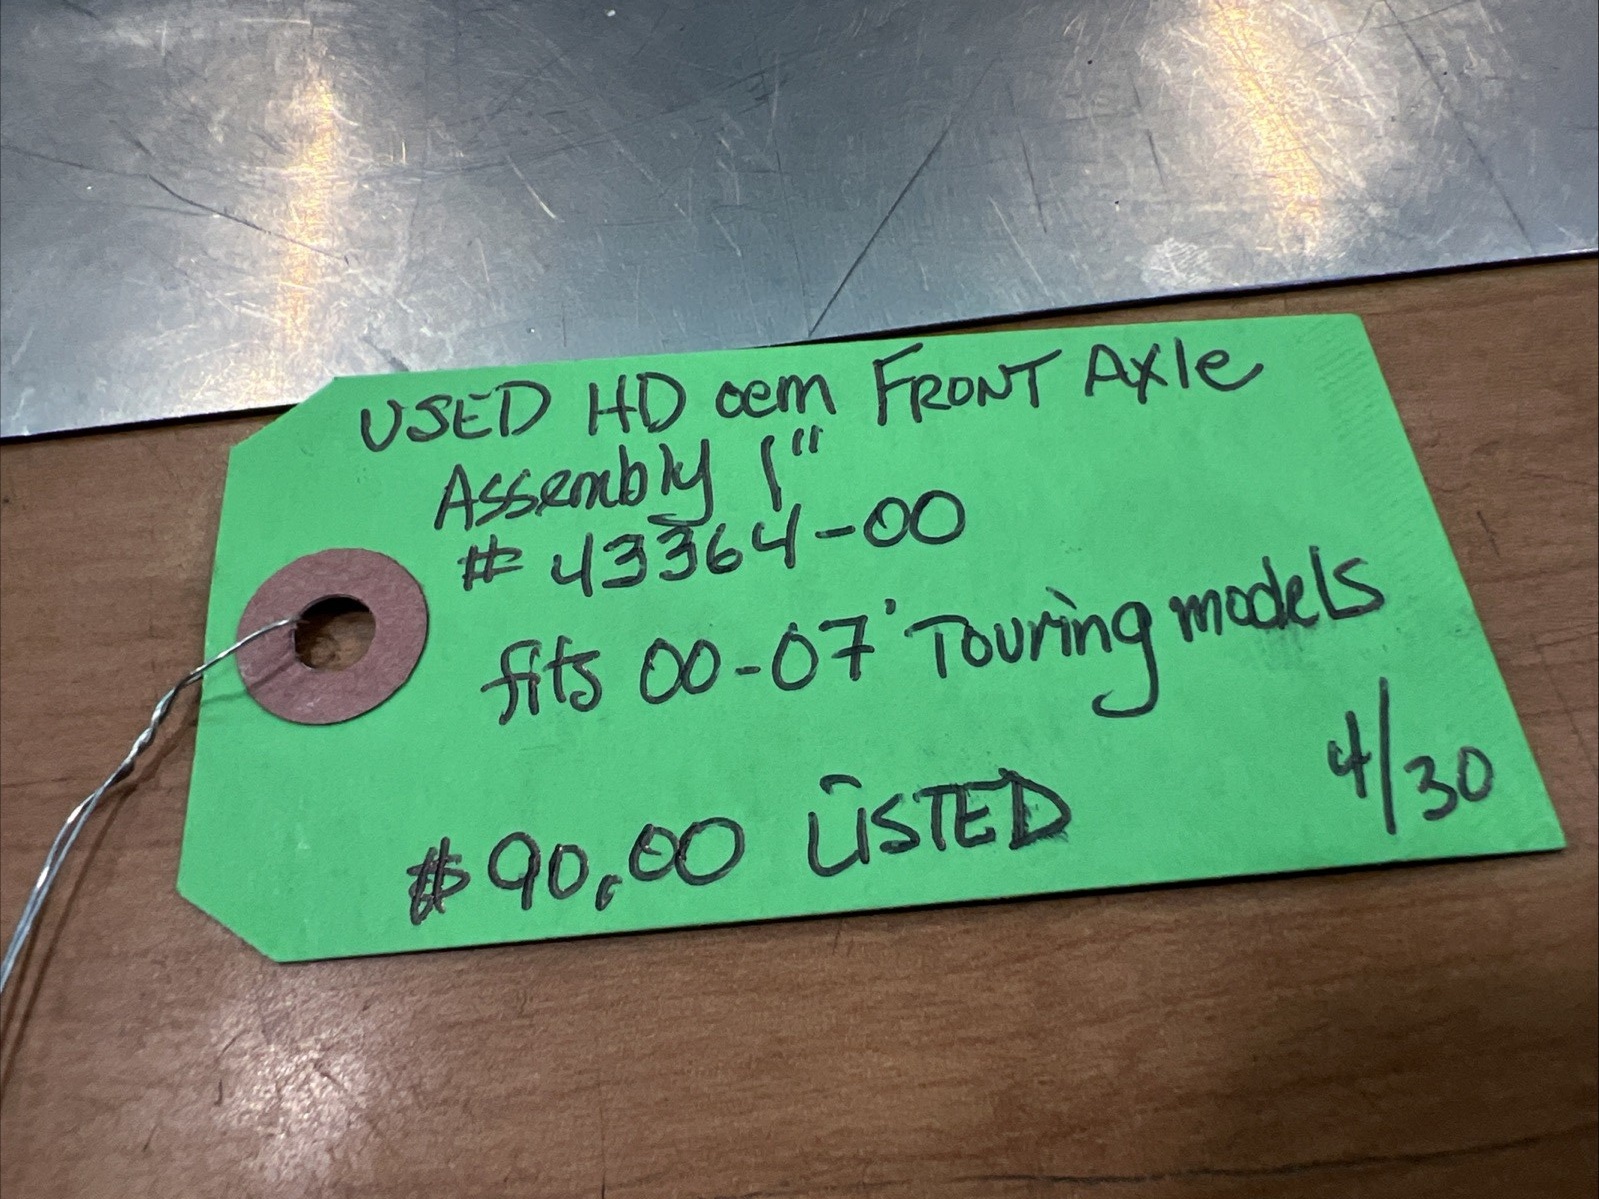 USED HD oem FRONT Axle
Assembly 1"
# 43364-00
fits 00-07' Touring models
4/30
$90.00 LISTED